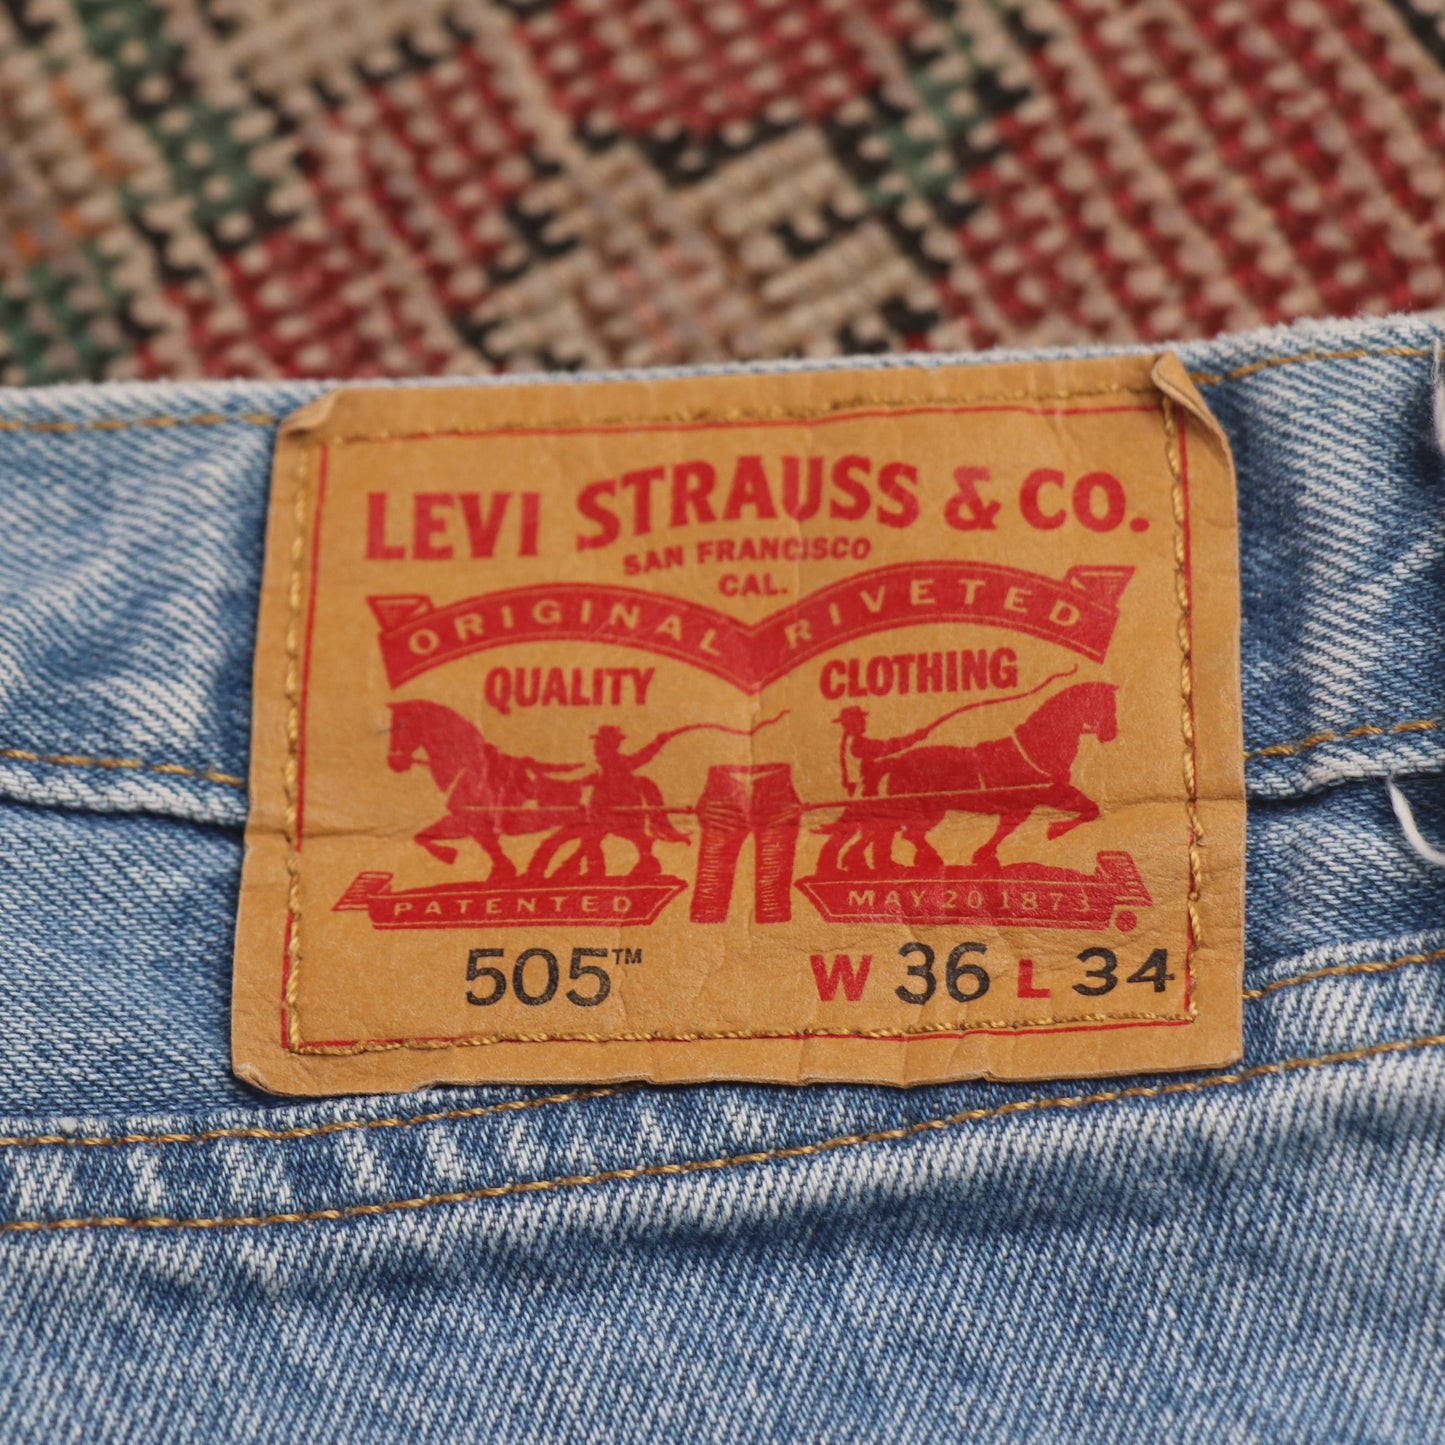 LEVI STRAUSS & CO.
SAN FRANCISCO
CAL.
ORIGINAL RIVETED
QUALITY CLOTHING
PATENTED MAY 20 1873
505™ W 36 L 34